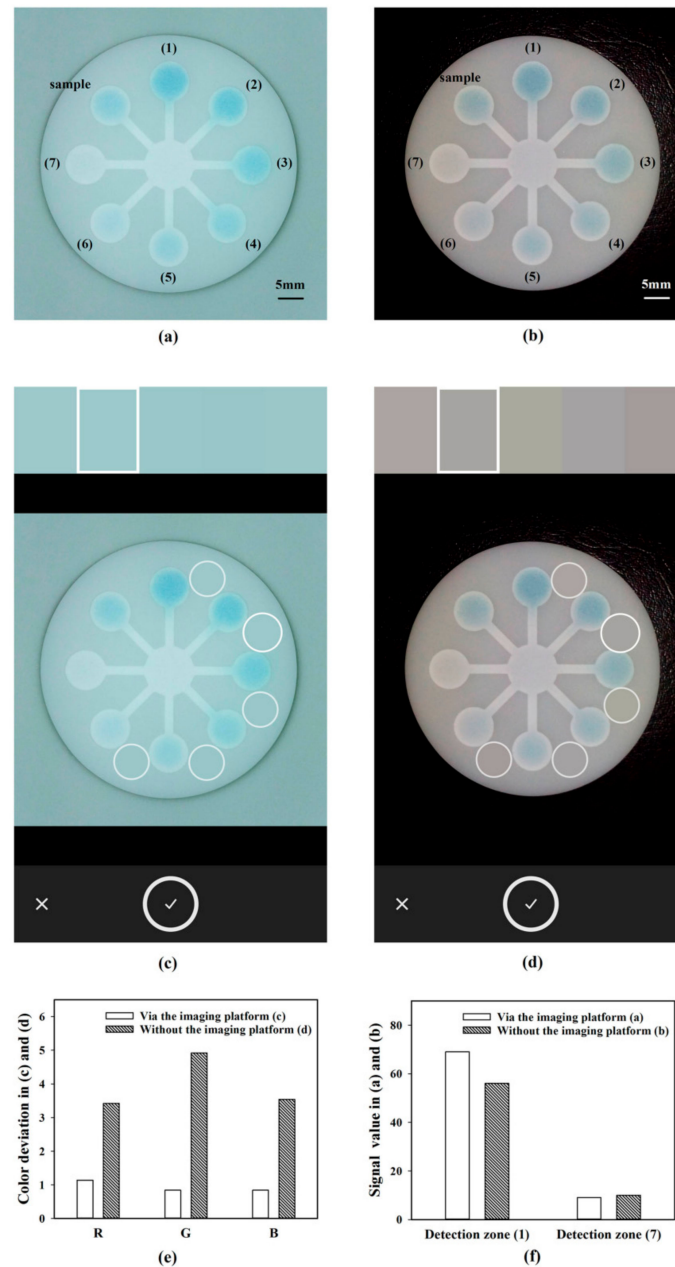 (1)
sample
(2)
(7)
(3)
(6)
(4)
(5)
5mm
(a)
(1)
sample
(2)
(7)
(3)
(6)
(4)
(5)
5mm
(b)
(c)
(d)
Color deviation in (c) and (d)
6
5
4
3
2
1
0
Via the imaging platform (c)
Without the imaging platform (d)
R G B
(e)
Signal value in (a) and (b)
80
60
40
20
0
Via the imaging platform (a)
Without the imaging platform (b)
Detection zone (1) Detection zone (7)
(f)